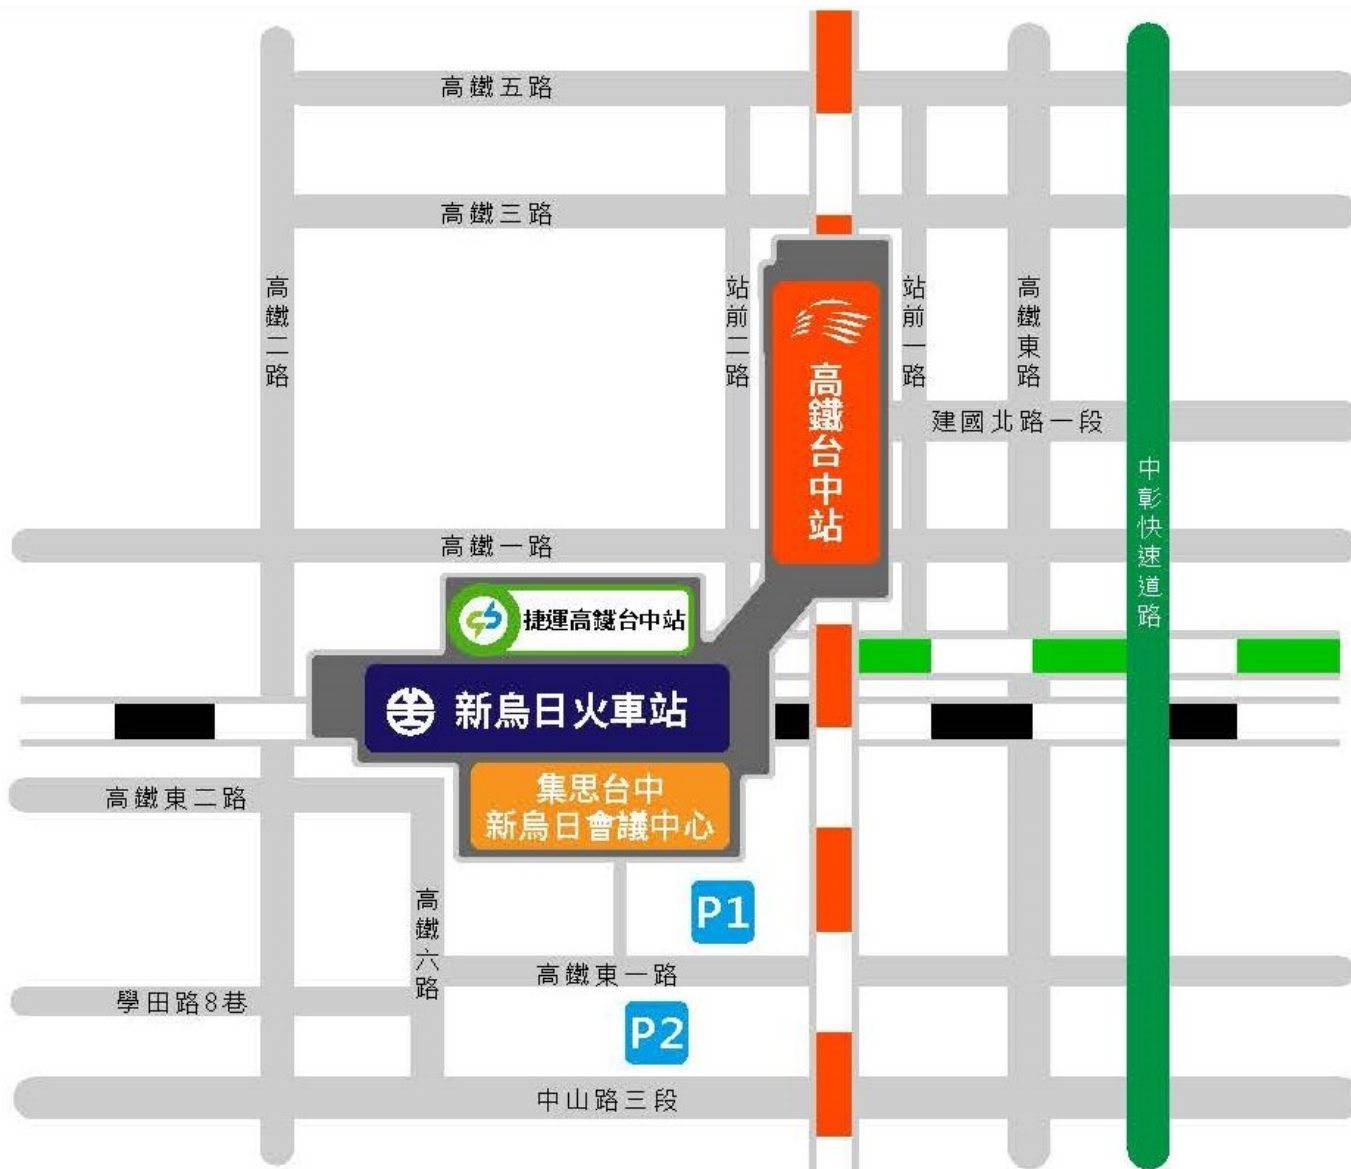 高鐵五路
高鐵三路
高鐵二路
站前二路
高鐵台中站
站前一路
高鐵東路
建國北路一段
中彰快速道路
高鐵一路
捷運高鐵台中站
新烏日火車站
集思台中
新烏日會議中心
高鐵東二路
高鐵六路
P1
高鐵東一路
學田路8巷
P2
中山路三段